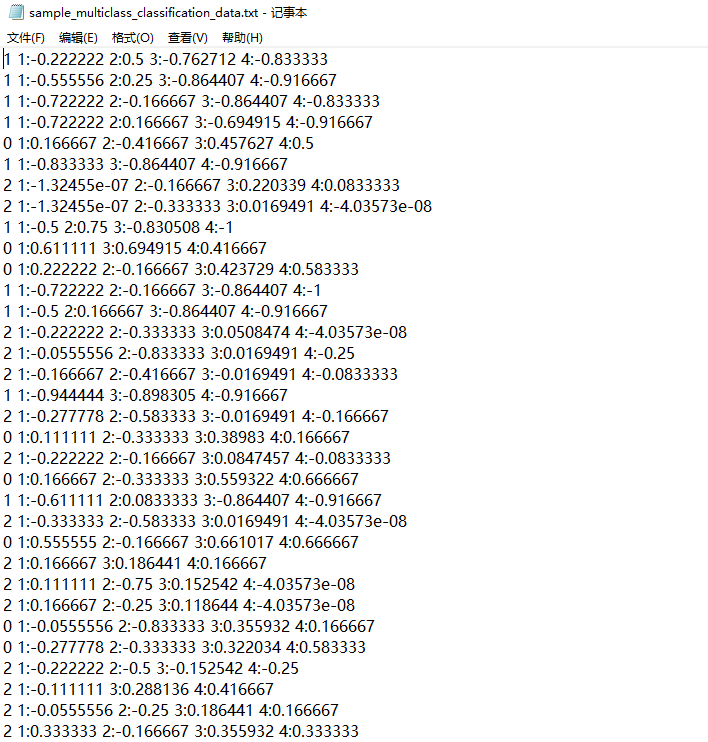 sample_multiclass_classification_data.txt - 记事本
文件(F) 编辑(E) 格式(O) 查看(V) 帮助(H)
1 1:-0.222222 2:0.5 3:-0.762712 4:-0.833333
1 1:-0.555556 2:0.25 3:-0.864407 4:-0.916667
1 1:-0.722222 2:-0.166667 3:-0.864407 4:-0.833333
1 1:-0.722222 2:0.166667 3:-0.694915 4:-0.916667
0 1:0.166667 2:-0.416667 3:0.457627 4:0.5
1 1:-0.833333 3:-0.864407 4:-0.916667
2 1:-1.32455e-07 2:-0.166667 3:0.220339 4:0.0833333
2 1:-1.32455e-07 2:-0.333333 3:0.0169491 4:-4.03573e-08
1 1:-0.5 2:0.75 3:-0.830508 4:-1
0 1:0.611111 3:0.694915 4:0.416667
0 1:0.222222 2:-0.166667 3:0.423729 4:0.583333
1 1:-0.722222 2:-0.166667 3:-0.864407 4:-1
1 1:-0.5 2:0.166667 3:-0.864407 4:-0.916667
2 1:-0.222222 2:-0.333333 3:0.0508474 4:-4.03573e-08
2 1:-0.0555556 2:-0.833333 3:0.0169491 4:-0.25
2 1:-0.166667 2:-0.416667 3:-0.0169491 4:-0.0833333
1 1:-0.944444 3:-0.898305 4:-0.916667
2 1:-0.277778 2:-0.583333 3:-0.0169491 4:-0.166667
0 1:0.111111 2:-0.333333 3:0.38983 4:0.166667
2 1:-0.222222 2:-0.166667 3:0.0847457 4:-0.0833333
0 1:0.166667 2:-0.333333 3:0.559322 4:0.666667
1 1:-0.611111 2:0.0833333 3:-0.864407 4:-0.916667
2 1:-0.333333 2:-0.583333 3:0.0169491 4:-4.03573e-08
0 1:0.555555 2:-0.166667 3:0.661017 4:0.666667
2 1:0.166667 3:0.186441 4:0.166667
2 1:0.111111 2:-0.75 3:0.152542 4:-4.03573e-08
2 1:0.166667 2:-0.25 3:0.118644 4:-4.03573e-08
0 1:-0.0555556 2:-0.833333 3:0.355932 4:0.166667
0 1:-0.277778 2:-0.333333 3:0.322034 4:0.583333
2 1:-0.222222 2:-0.5 3:-0.152542 4:-0.25
2 1:-0.111111 3:0.288136 4:0.416667
2 1:-0.0555556 2:-0.25 3:0.186441 4:0.166667
2 1:0.333333 2:-0.166667 3:0.355932 4:0.333333